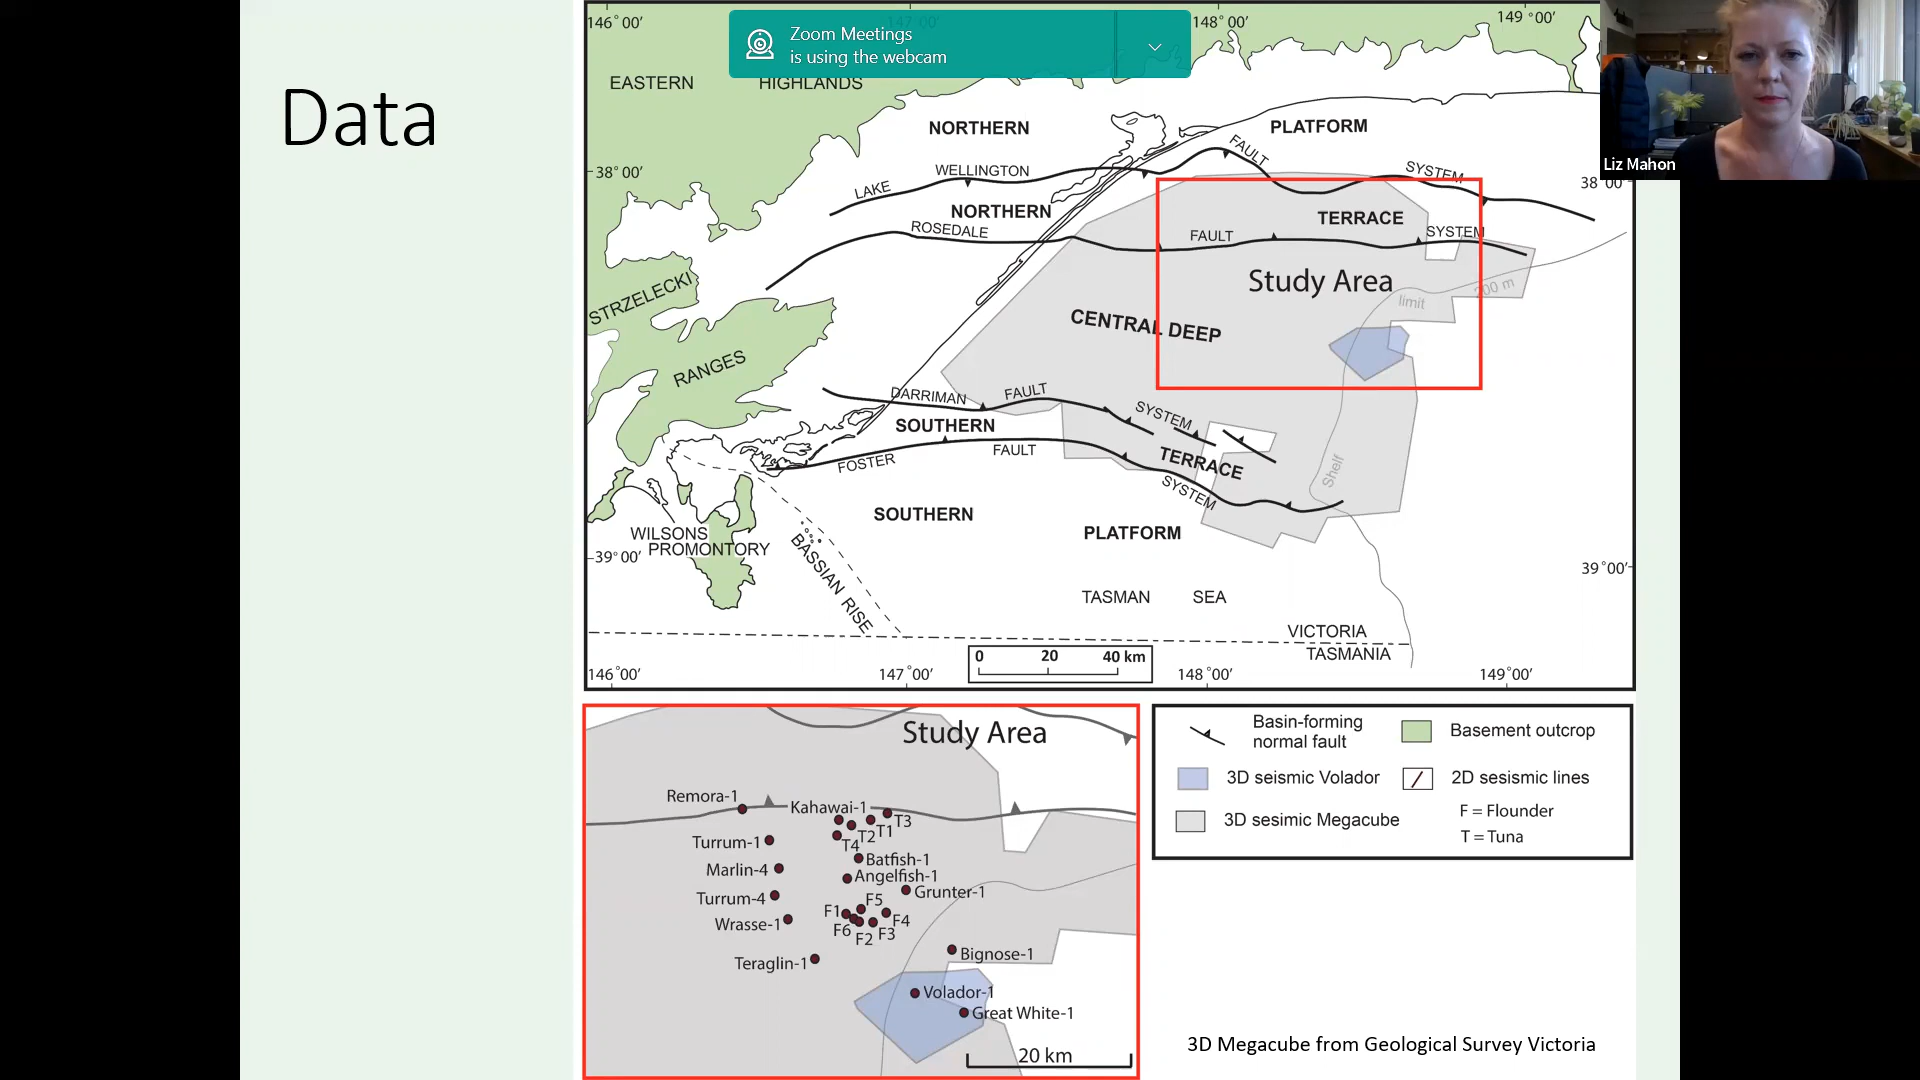 Data
Zoom Meetings
is using the webcam
Liz Mahon
146°00′
147°00′
148°00′
149°00′
EASTERN
HIGHLANDS
NORTHERN
PLATFORM
FAULT
38°00′
LAKE
WELLINGTON
SYSTEM
38°00′
NORTHERN
TERRACE
ROSEDALE
FAULT
SYSTEM
Study Area
STRZELECKI
200 m
limit
CENTRAL DEEP
RANGES
DARRIMAN
FAULT
SYSTEM
SOUTHERN
FOSTER
FAULT
TERRACE
SYSTEM
Shelf
SOUTHERN
PLATFORM
WILSONS
PROMONTORY
39°00′
39°00′
BASSIAN RISE
TASMAN SEA
VICTORIA
TASMANIA
0 20 40 km
146°00′
147°00′
148°00′
149°00′
Study Area
Remora-1
Kahawai-1
T3
T1
T2
T4
Turrum-1
Batfish-1
Marlin-4
Angelfish-1
Grunter-1
Turrum-4
F5
F1
F4
Wrasse-1
F6
F2
F3
Bignose-1
Teraglin-1
Volador-1
Great White-1
20 km
Basin-forming
normal fault
Basement outcrop
3D seismic Volador
2D sesismic lines
3D sesimic Megacube
F = Flounder
T = Tuna
3D Megacube from Geological Survey Victoria